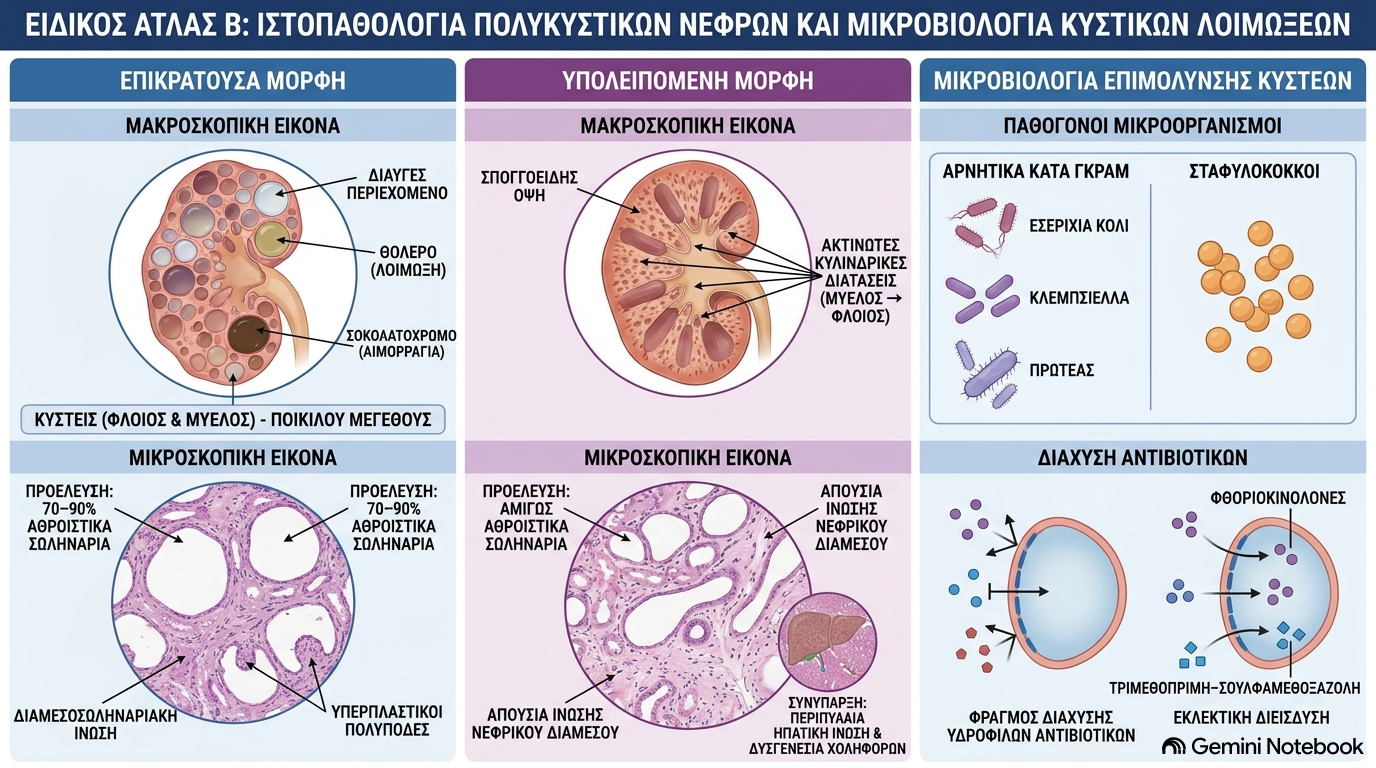 ΕΙΔΙΚΟΣ ΑΤΛΑΣ Β: ΙΣΤΟΠΑΘΟΛΟΓΙΑ ΠΟΛΥΚΥΣΤΙΚΩΝ ΝΕΦΡΩΝ ΚΑΙ ΜΙΚΡΟΒΙΟΛΟΓΙΑ ΚΥΣΤΙΚΩΝ ΛΟΙΜΩΞΕΩΝ
ΕΠΙΚΡΑΤΟΥΣΑ ΜΟΡΦΗ
ΜΑΚΡΟΣΚΟΠΙΚΗ ΕΙΚΟΝΑ
ΔΙΑΥΓΕΣ
ΠΕΡΙΕΧΟΜΕΝΟ
ΘΟΛΕΡΟ
(ΛΟΙΜΩΞΗ)
ΣΟΚΟΛΑΤΟΧΡΩΜΟ
(ΑΙΜΟΡΡΑΓΙΑ)
ΚΥΣΤΕΙΣ (ΦΛΟΙΟΣ & ΜΥΕΛΟΣ) - ΠΟΙΚΙΛΟΥ ΜΕΓΕΘΟΥΣ
ΜΙΚΡΟΣΚΟΠΙΚΗ ΕΙΚΟΝΑ
ΠΡΟΕΛΕΥΣΗ:
70–90%
ΑΘΡΟΙΣΤΙΚΑ
ΣΩΛΗΝΑΡΙΑ
ΠΡΟΕΛΕΥΣΗ:
70–90%
ΑΘΡΟΙΣΤΙΚΑ
ΣΩΛΗΝΑΡΙΑ
ΔΙΑΜΕΣΟΣΩΛΗΝΑΡΙΑΚΗ
ΙΝΩΣΗ
ΥΠΕΡΠΛΑΣΤΙΚΟΙ
ΠΟΛΥΠΟΔΕΣ
ΥΠΟΛΕΙΠΟΜΕΝΗ ΜΟΡΦΗ
ΜΑΚΡΟΣΚΟΠΙΚΗ ΕΙΚΟΝΑ
ΣΠΟΓΓΟΕΙΔΗΣ
ΟΨΗ
ΑΚΤΙΝΩΤΕΣ
ΚΥΛΙΝΔΡΙΚΕΣ
ΔΙΑΤΑΣΕΙΣ
(ΜΥΕΛΟΣ →
ΦΛΟΙΟΣ)
ΜΙΚΡΟΣΚΟΠΙΚΗ ΕΙΚΟΝΑ
ΠΡΟΕΛΕΥΣΗ:
ΑΜΙΓΩΣ
ΑΘΡΟΙΣΤΙΚΑ
ΣΩΛΗΝΑΡΙΑ
ΑΠΟΥΣΙΑ
ΙΝΩΣΗΣ
ΝΕΦΡΙΚΟΥ
ΔΙΑΜΕΣΟΥ
ΑΠΟΥΣΙΑ ΙΝΩΣΗΣ
ΝΕΦΡΙΚΟΥ ΔΙΑΜΕΣΟΥ
ΣΥΝΥΠΑΡΞΗ:
ΠΕΡΙΠΥΛΑΙΑ
ΗΠΑΤΙΚΗ ΙΝΩΣΗ &
ΔΥΣΓΕΝΕΣΙΑ ΧΟΛΗΦΟΡΩΝ
ΜΙΚΡΟΒΙΟΛΟΓΙΑ ΕΠΙΜΟΛΥΝΣΗΣ ΚΥΣΤΕΩΝ
ΠΑΘΟΓΟΝΟΙ ΜΙΚΡΟΟΡΓΑΝΙΣΜΟΙ
ΑΡΝΗΤΙΚΑ ΚΑΤΑ ΓΚΡΑΜ
ΕΣΕΡΙΧΙΑ ΚΟΛΙ
ΚΛΕΜΠΣΙΕΛΛΑ
ΠΡΩΤΕΑΣ
ΣΤΑΦΥΛΟΚΟΚΚΟΙ
ΔΙΑΧΥΣΗ ΑΝΤΙΒΙΟΤΙΚΩΝ
ΦΘΟΡΙΟΚΙΝΟΛΟΝΕΣ
ΤΡΙΜΕΘΟΠΡΙΜΗ–ΣΟΥΛΦΑΜΕΘΟΞΑΖΟΛΗ
ΦΡΑΓΜΟΣ ΔΙΑΧΥΣΗΣ
ΥΔΡΟΦΙΛΩΝ ΑΝΤΙΒΙΟΤΙΚΩΝ
ΕΚΛΕΚΤΙΚΗ ΔΙΕΙΣΔΥΣΗ
Gemini Notebook